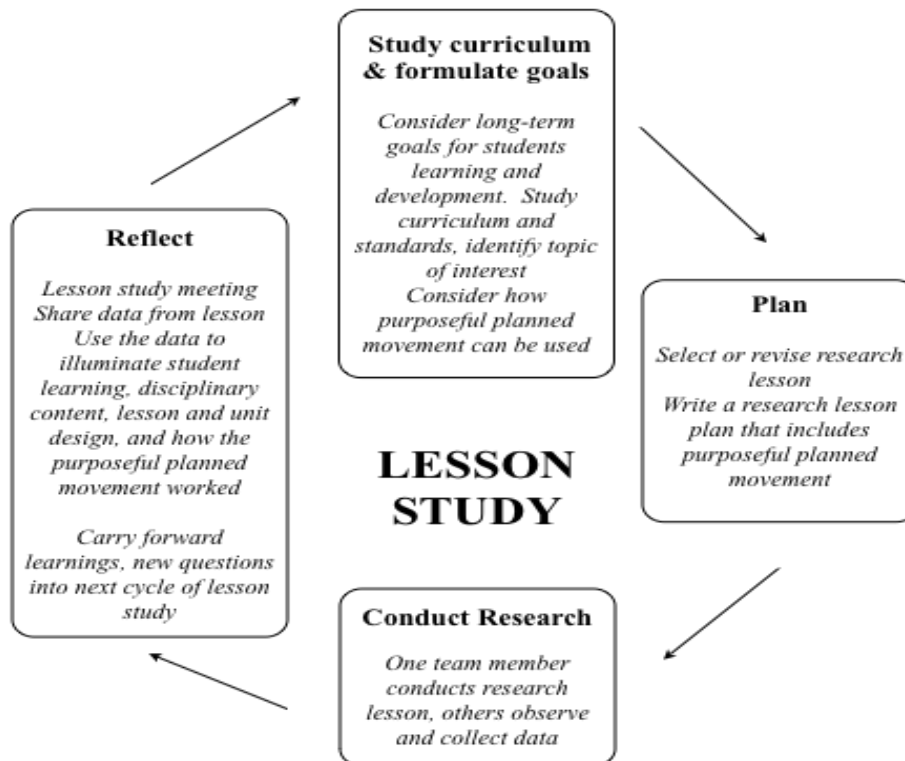 Study curriculum
& formulate goals
Consider long-term
goals for students
learning and
development.  Study
curriculum and
standards, identify topic
of interest
Consider how
purposeful planned
movement can be used
Plan
Select or revise research
lesson
Write a research lesson
plan that includes
purposeful planned
movement
Conduct Research
One team member
conducts research
lesson, others observe
and collect data
Reflect
Lesson study meeting
Share data from lesson
Use the data to
illuminate student
learning, disciplinary
content, lesson and unit
design, and how the
purposeful planned
movement worked
Carry forward
learnings, new questions
into next cycle of lesson
study
LESSON
STUDY